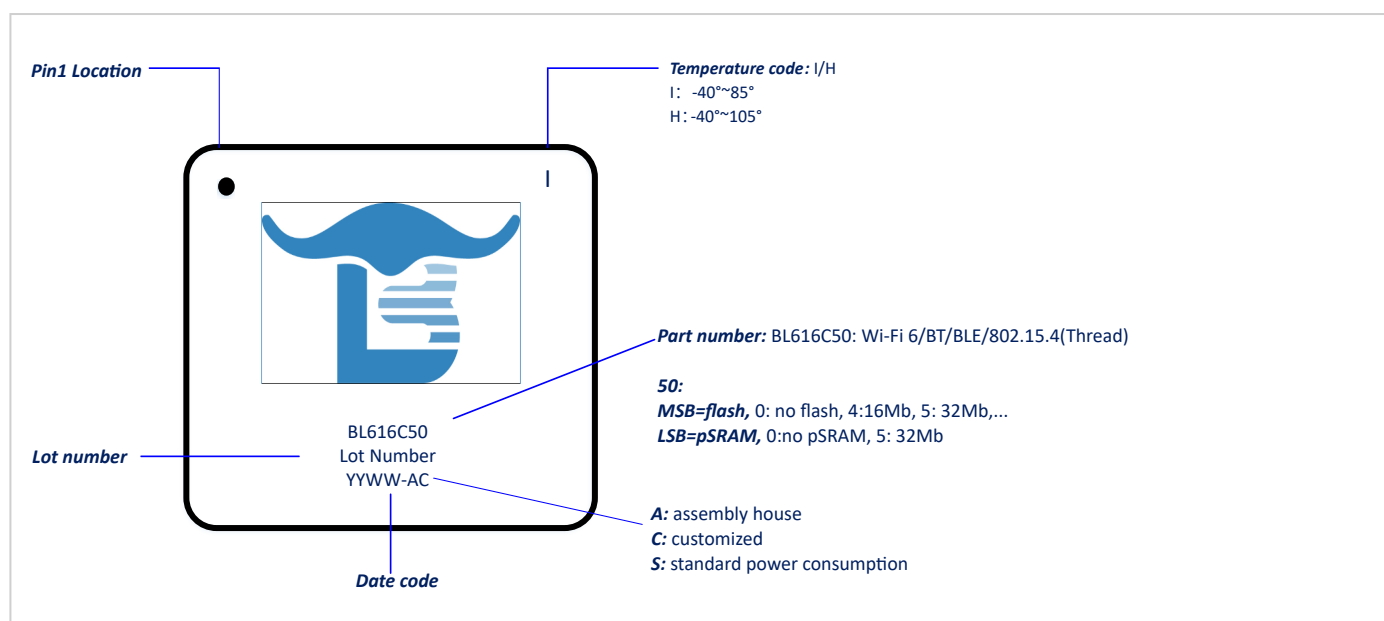 Pin1 Location
Temperature code: I/H
I: -40°~85°
H: -40°~105°
I
Part number: BL616C50: Wi-Fi 6/BT/BLE/802.15.4(Thread)
50:
MSB=flash, 0: no flash, 4:16Mb, 5: 32Mb,...
LSB=pSRAM, 0:no pSRAM, 5: 32Mb
BL616C50
Lot Number
YYWW-AC
Lot number
A: assembly house
C: customized
S: standard power consumption
Date code